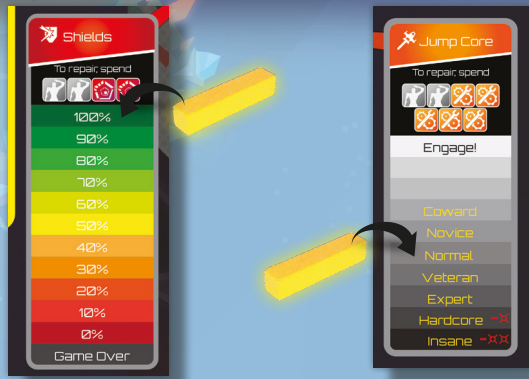 Shields
To repair, spend
100%
90%
80%
70%
60%
50%
40%
30%
20%
10%
0%
Game Over
Jump Core
To repair, spend
Engage!
Coward
Novice
Normal
Veteran
Expert
Hardcore
Insane